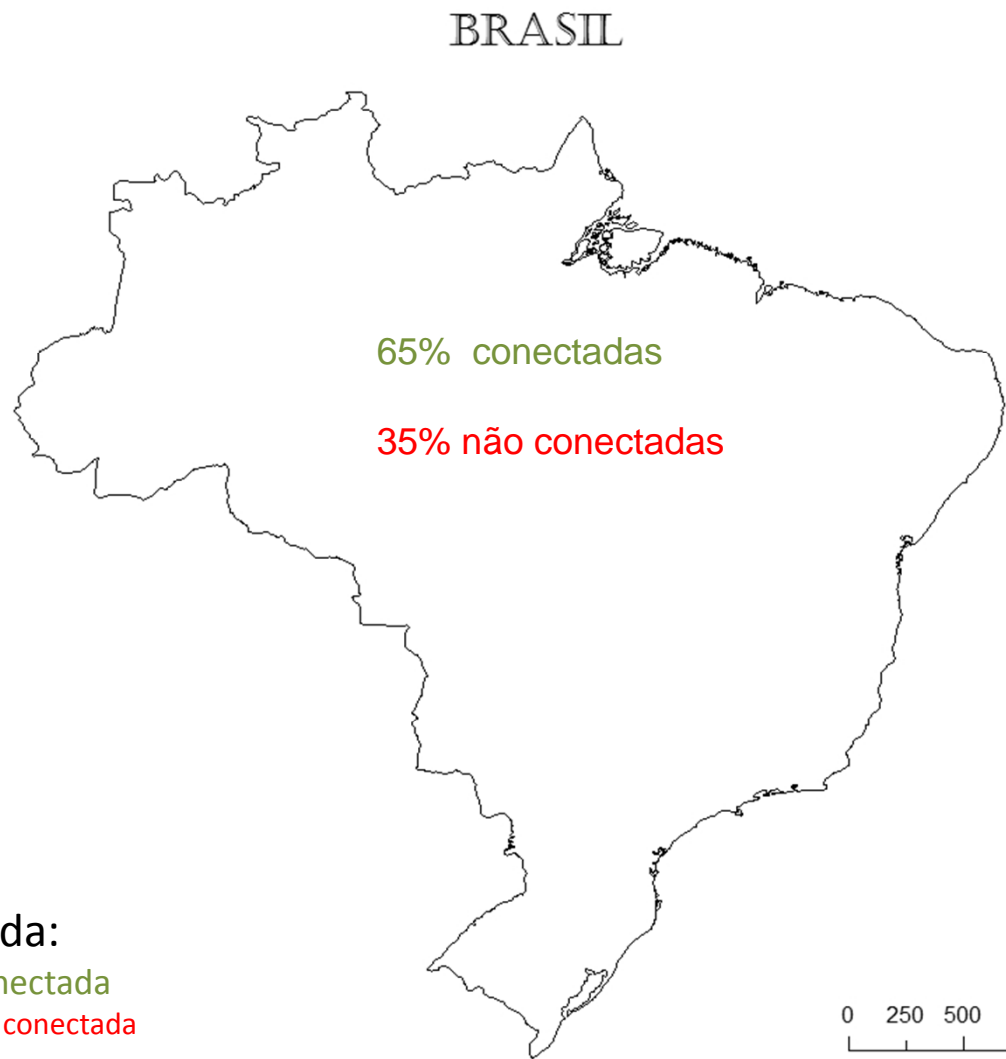 BRASIL
65% conectadas
35% não conectadas
da:
nectada
conectada
0 250 500